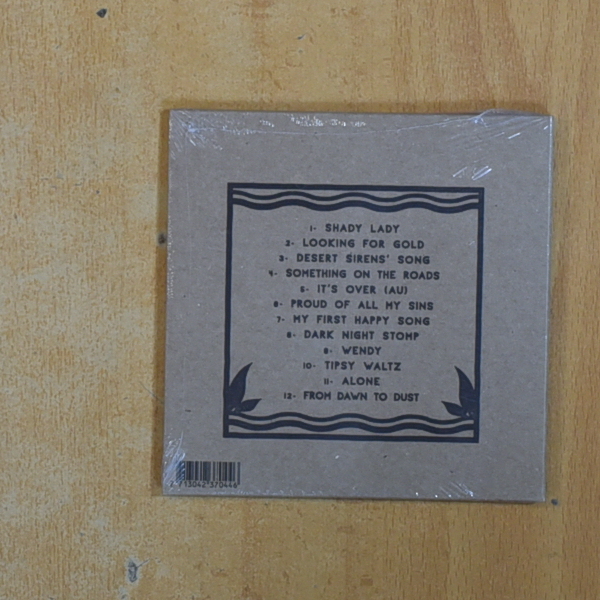 1- SHADY LADY
2- LOOKING FOR GOLD
3- DESERT SIRENS' SONG
4- SOMETHING ON THE ROADS
5- IT'S OVER (AU)
6- PROUD OF ALL MY SINS
7- MY FIRST HAPPY SONG
8- DARK NIGHT STOMP
9- WENDY
10- TIPSY WALTZ
11- ALONE
12- FROM DAWN TO DUST